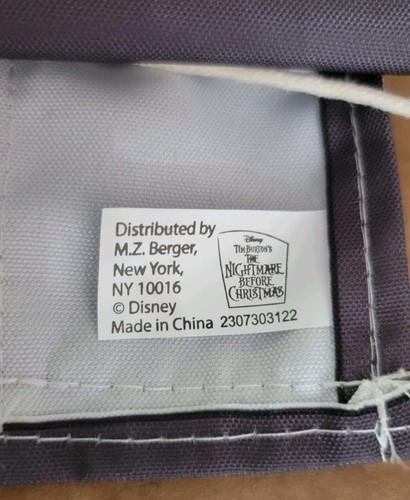 Distributed by
M.Z. Berger,
New York,
NY 10016
© Disney
Made in China 2307303122
Disney
TIM BURTON'S
THE
NIGHTMARE
BEFORE
CHRISTMAS